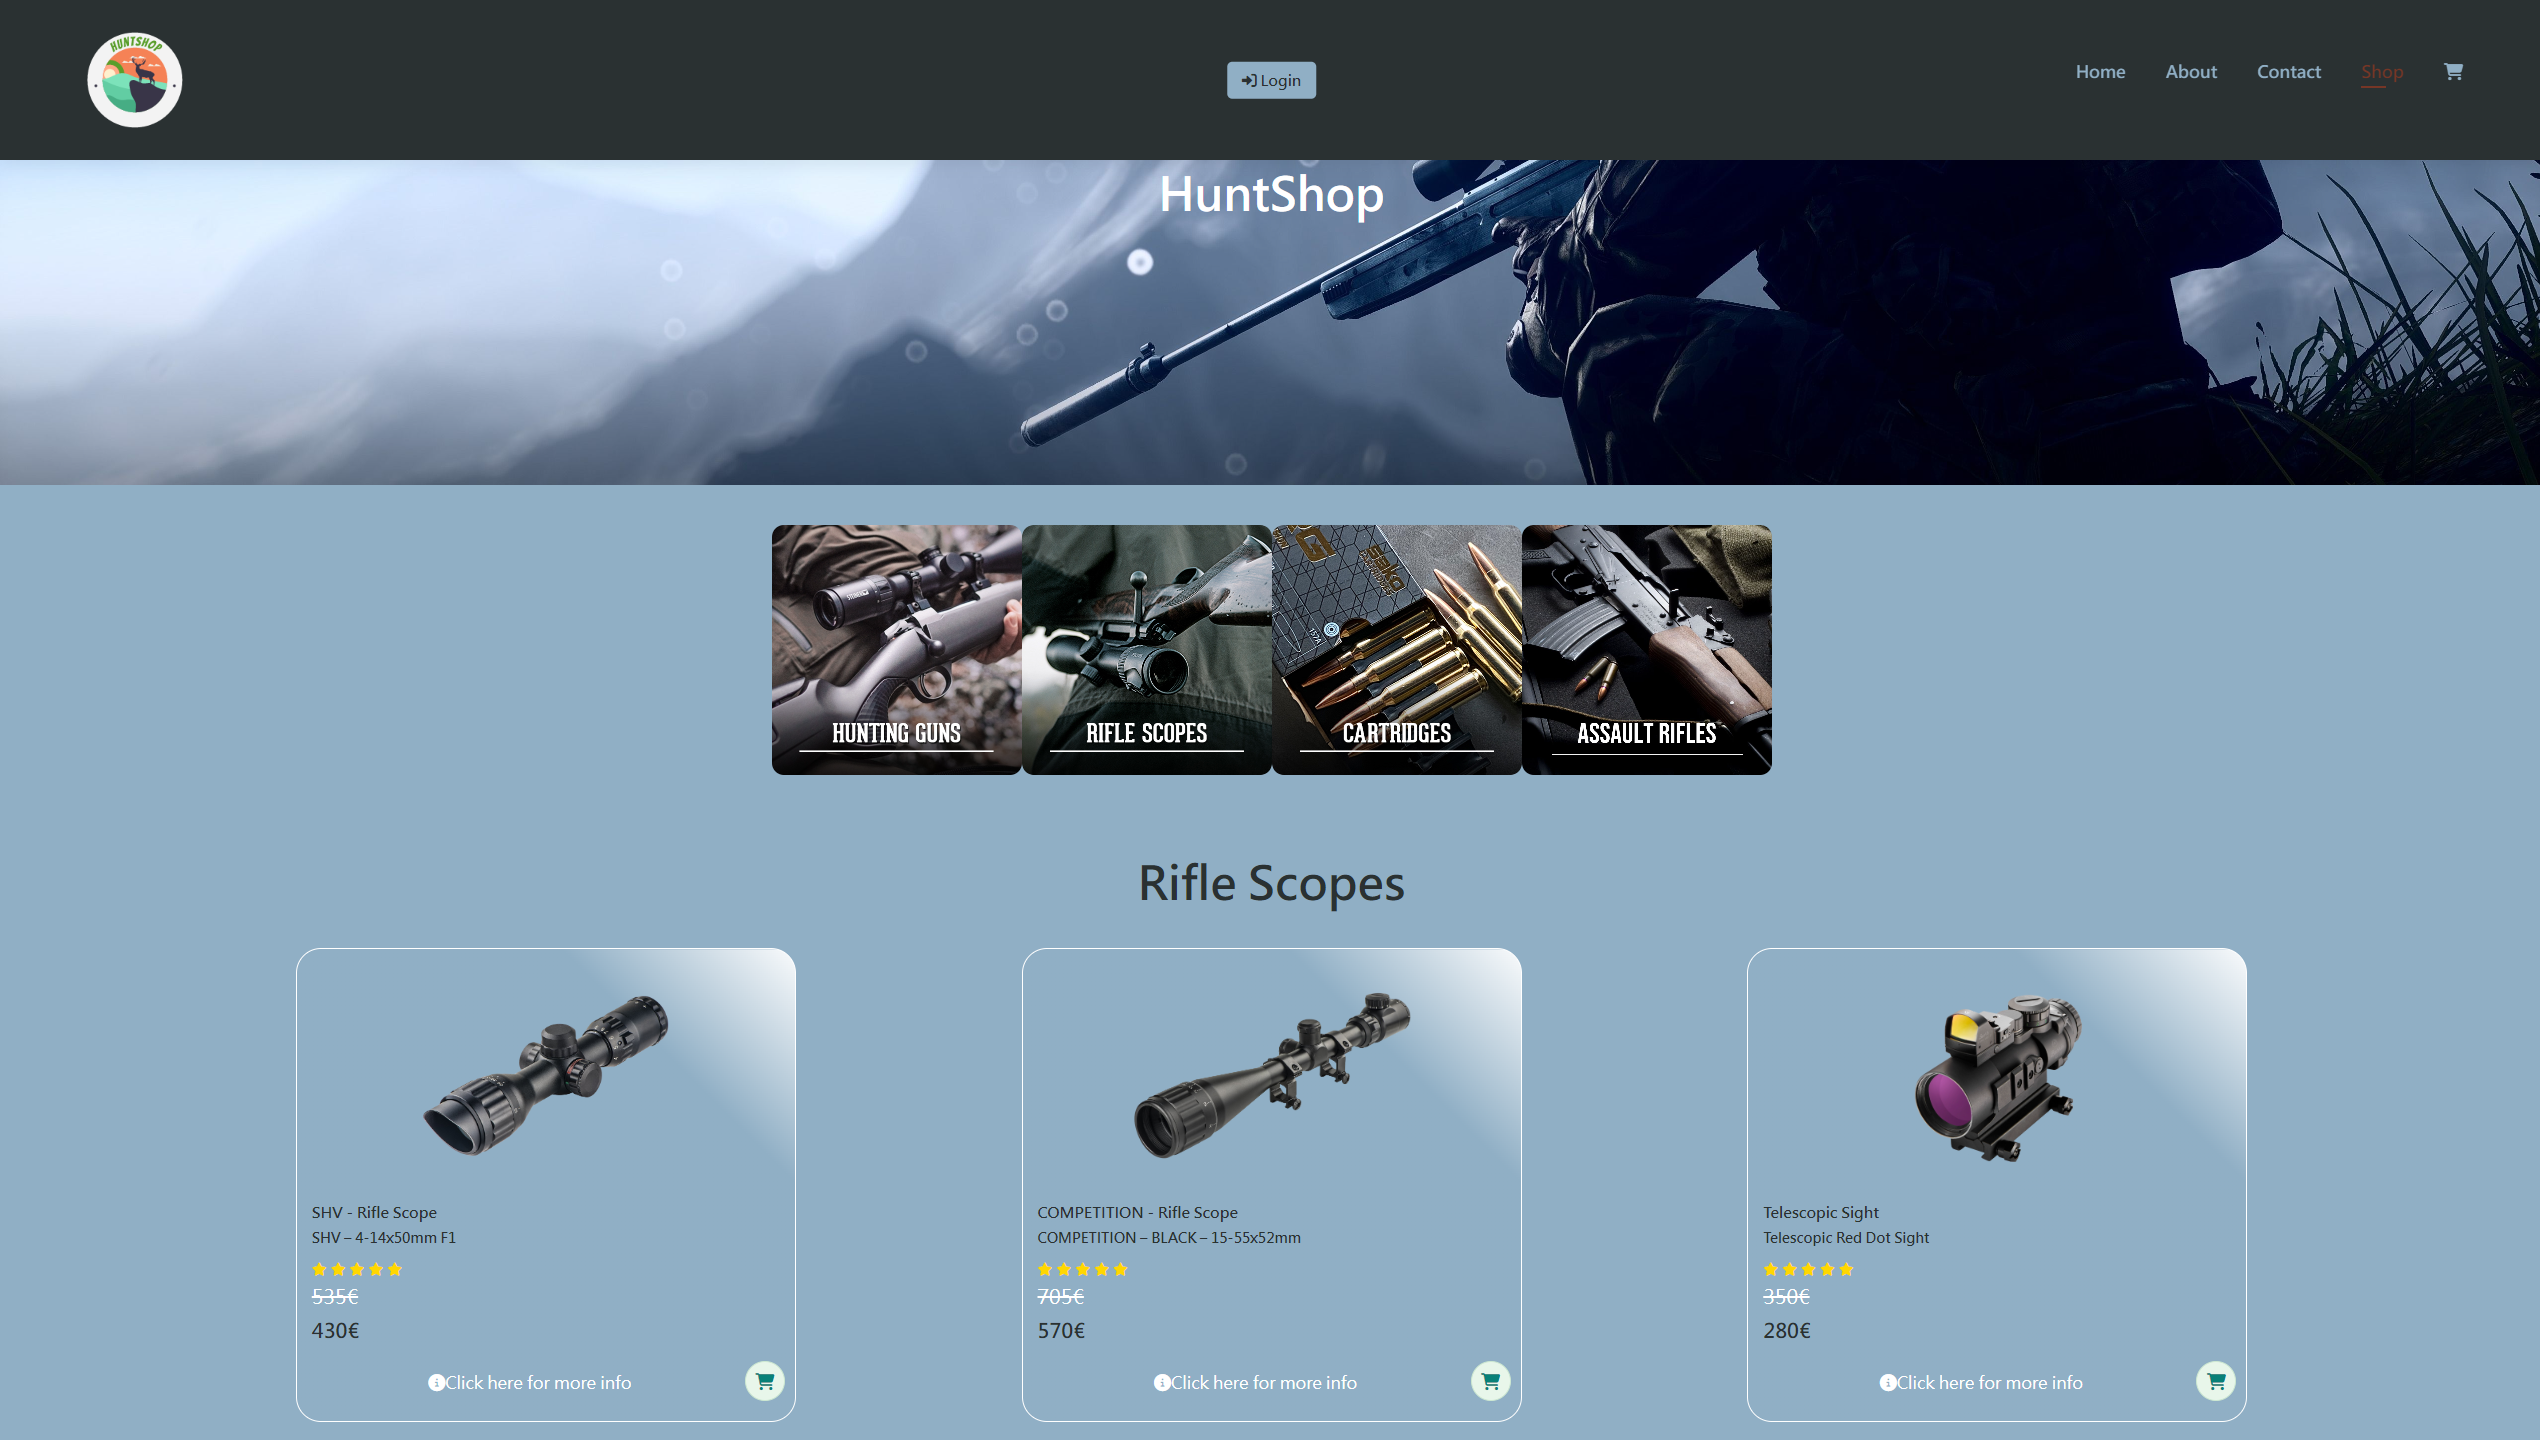 HUNTSHOP
Login
Home
About
Contact
Shop
HuntShop
STEINER
HUNTING GUNS
RIFLE SCOPES
sako
157A
CARTRIDGES
ASSAULT RIFLES
Rifle Scopes
SHV - Rifle Scope
SHV – 4-14x50mm F1
535€
430€
Click here for more info
COMPETITION - Rifle Scope
COMPETITION – BLACK – 15-55x52mm
705€
570€
Click here for more info
Telescopic Sight
Telescopic Red Dot Sight
350€
280€
Click here for more info